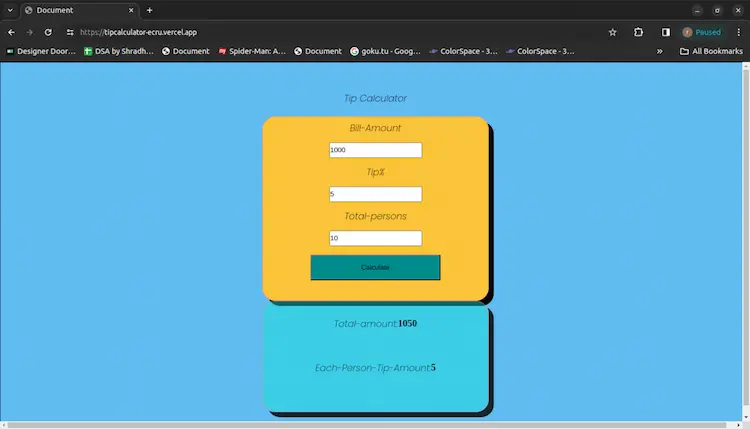 Document
https://tipcalculator-ecru.vercel.app
Paused
Designer Door...
DSA by Shradh...
Document
Spider-Man: A...
Document
goku.tu - Goog...
ColorSpace - 3...
ColorSpace - 3...
»
All Bookmarks
Tip Calculator
Bill-Amount
1000
Tip%
5
Total-persons
10
Calculate
Total-amount:1050
Each-Person-Tip-Amount:5